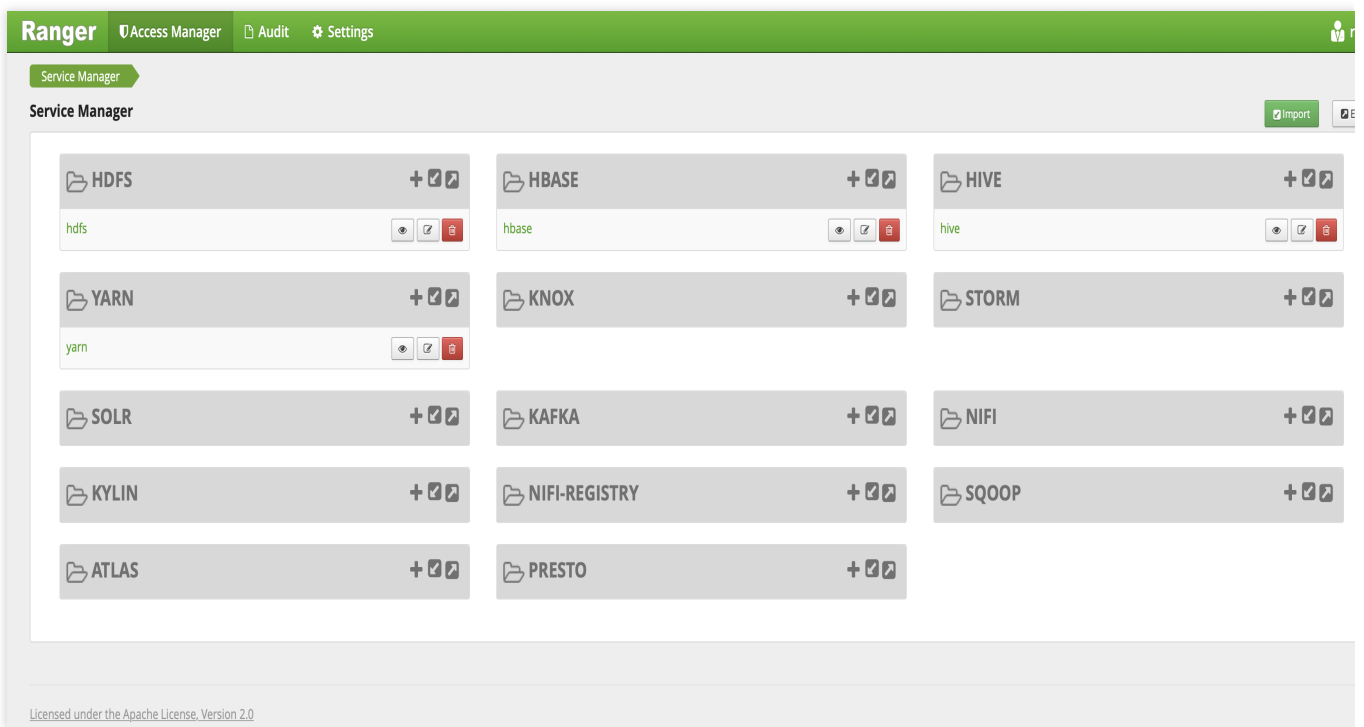 Ranger Access Manager Audit Settings
Service Manager
Service Manager
Import
HDFS HBASE HIVE
hdfs hbase hive
YARN KNOX STORM
yarn
SOLR KAFKA NIFI
KYLIN NIFI-REGISTRY SQOOP
ATLAS PRESTO
Licensed under the Apache License, Version 2.0